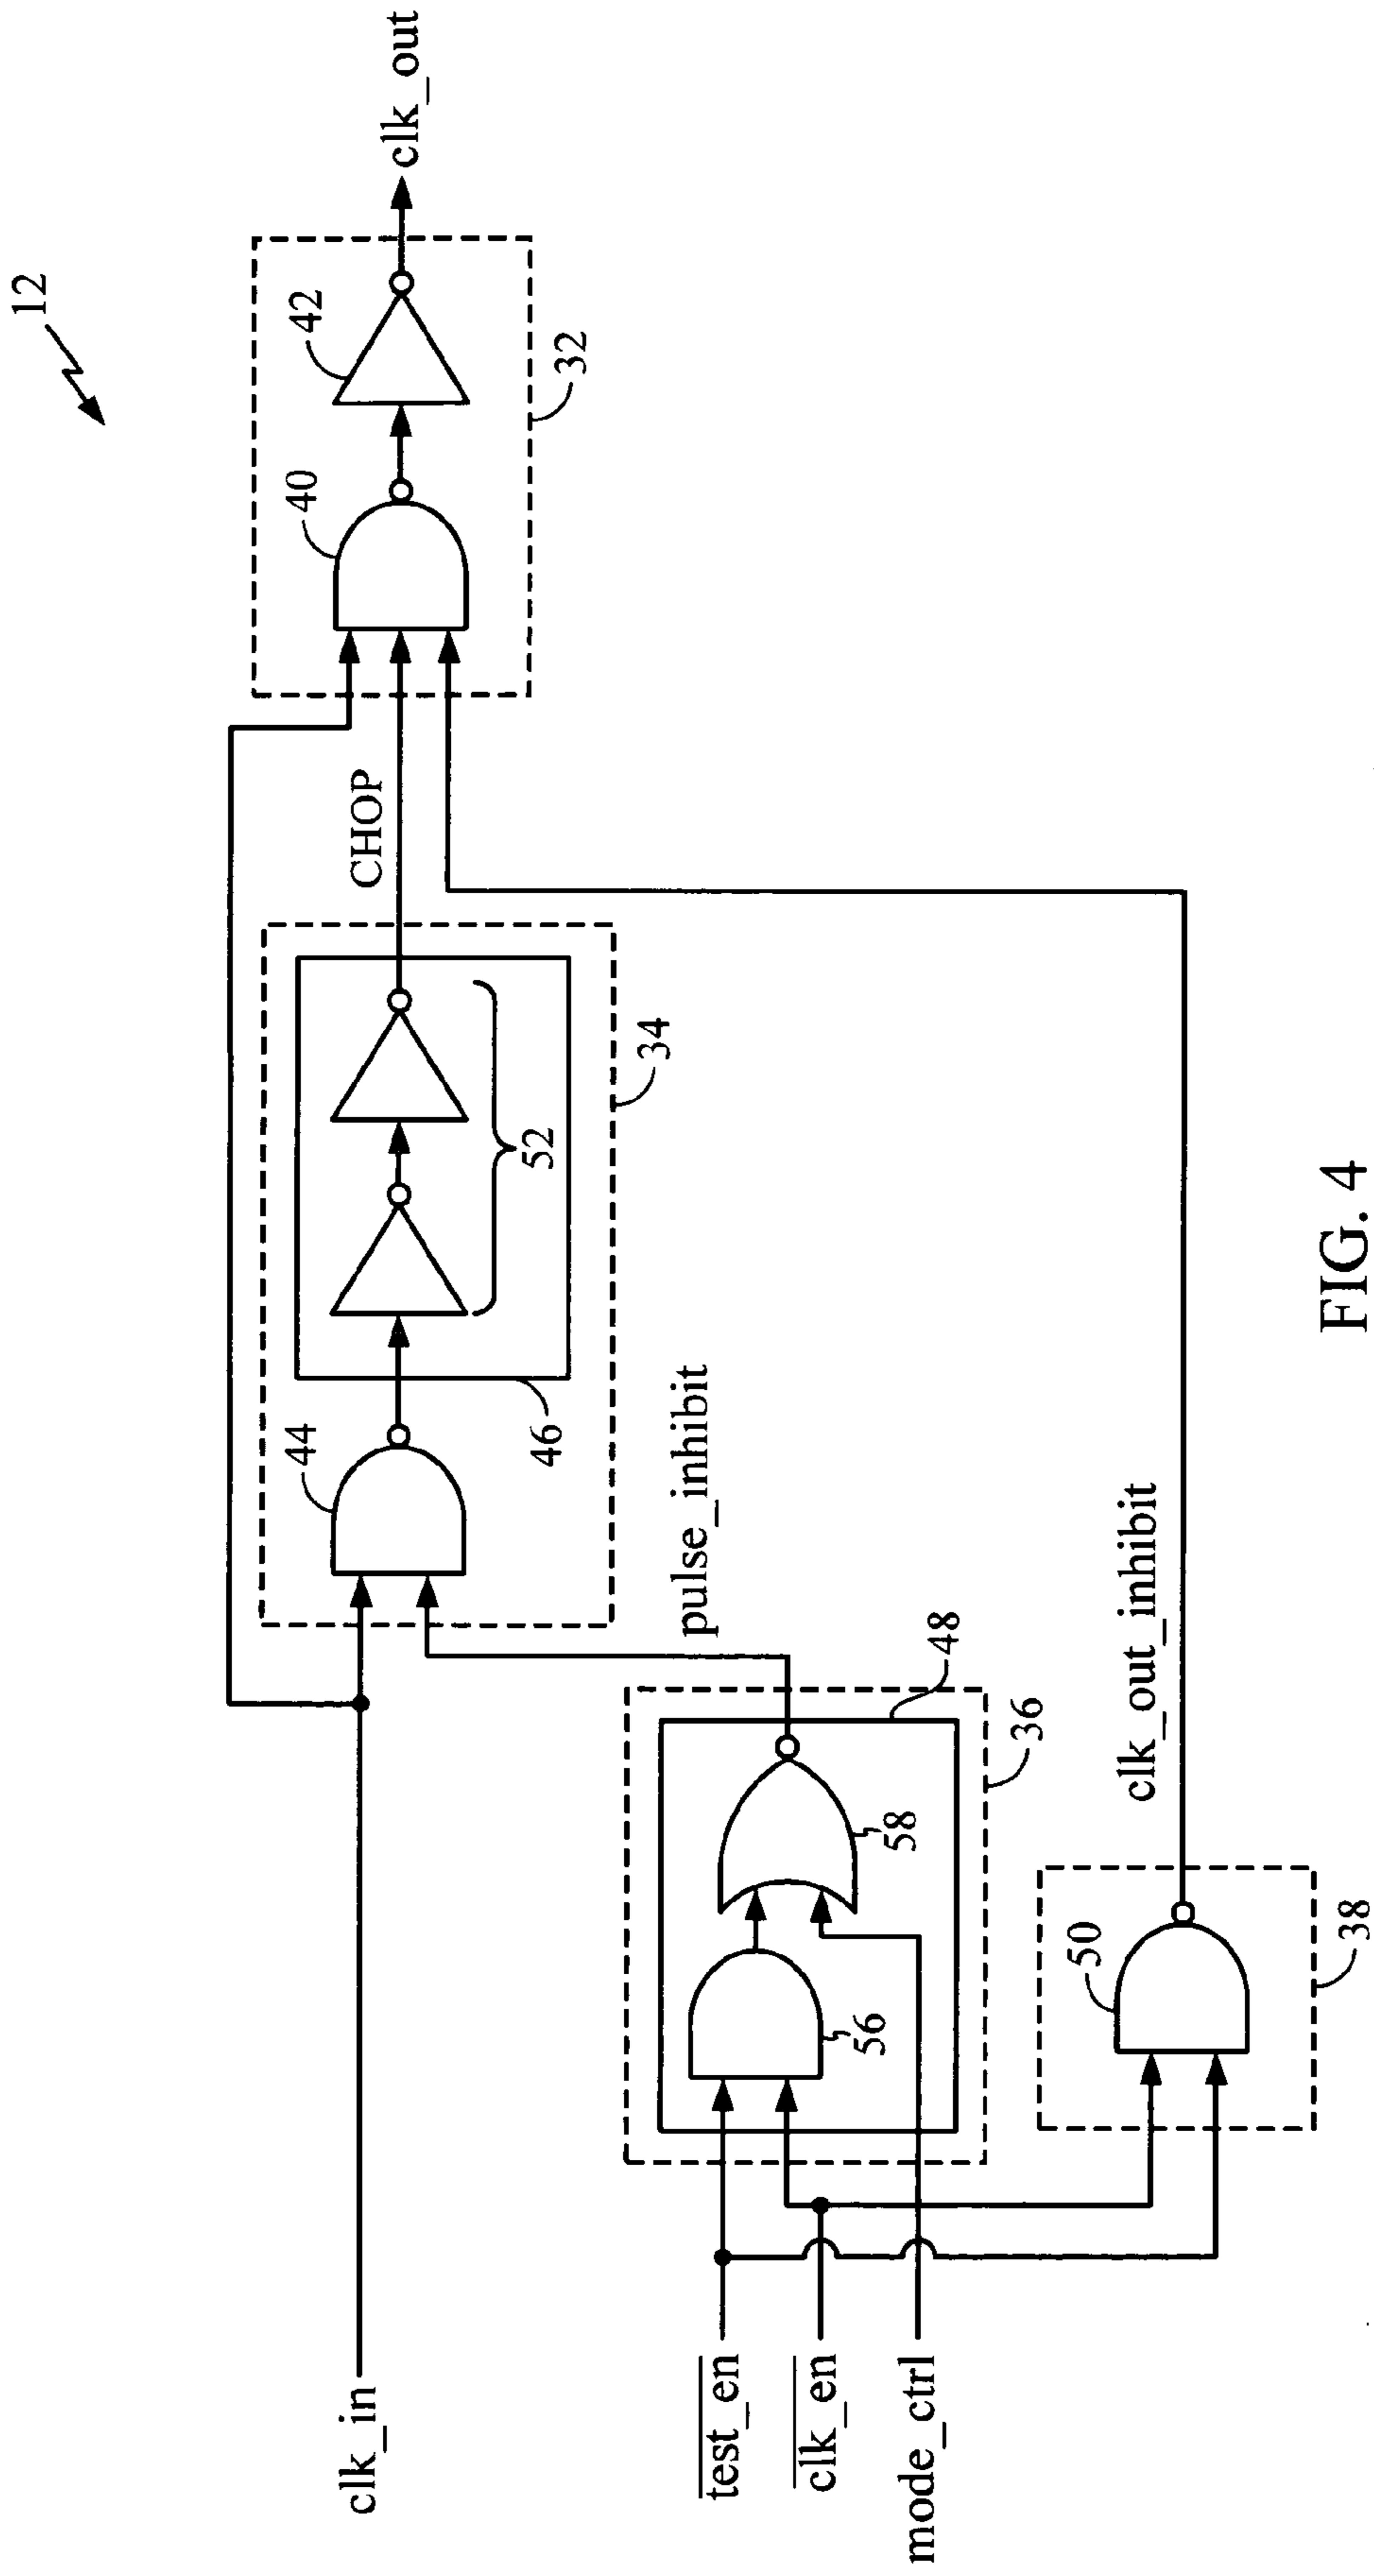 12
clk_out
42
32
40
CHOP
34
52
46
44
pulse_inhibit
48
36
58
56
clk_out_inhibit
50
38
clk_in
test_en
clk_en
mode_ctrl
FIG. 4